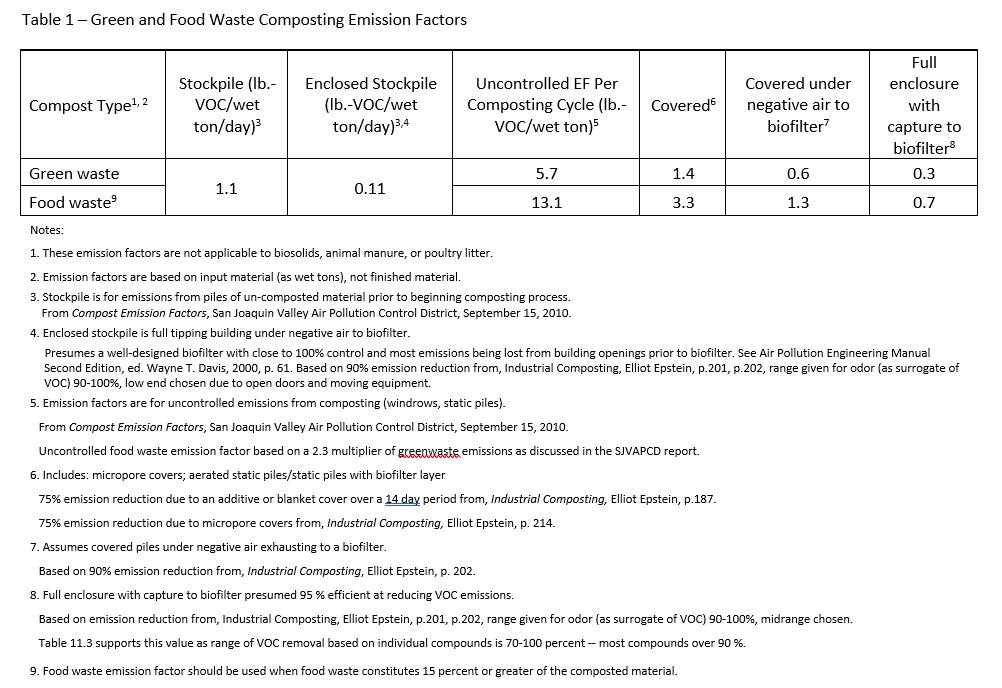 Table 1 – Green and Food Waste Composting Emission Factors
Compost Type1, 2
Stockpile (lb.-
VOC/wet
ton/day)3
Enclosed Stockpile
(lb.-VOC/wet
ton/day)3,4
Uncontrolled EF Per
Composting Cycle (lb.-
VOC/wet ton)5
Covered6
Covered under
negative air to
biofilter7
Full
enclosure
with
capture to
biofilter8
Green waste
1.1
0.11
5.7
1.4
0.6
0.3
Food waste9
13.1
3.3
1.3
0.7
Notes:
1. These emission factors are not applicable to biosolids, animal manure, or poultry litter.
2. Emission factors are based on input material (as wet tons), not finished material.
3. Stockpile is for emissions from piles of un-composted material prior to beginning composting process.
From Compost Emission Factors, San Joaquin Valley Air Pollution Control District, September 15, 2010.
4. Enclosed stockpile is full tipping building under negative air to biofilter.
Presumes a well-designed biofilter with close to 100% control and most emissions being lost from building openings prior to biofilter. See Air Pollution Engineering Manual
Second Edition, ed. Wayne T. Davis, 2000, p. 61. Based on 90% emission reduction from, Industrial Composting, Elliot Epstein, p.201, p.202, range given for odor (as surrogate of
VOC) 90-100%, low end chosen due to open doors and moving equipment.
5. Emission factors are for uncontrolled emissions from composting (windrows, static piles).
From Compost Emission Factors, San Joaquin Valley Air Pollution Control District, September 15, 2010.
Uncontrolled food waste emission factor based on a 2.3 multiplier of greenwaste emissions as discussed in the SJVAPCD report.
6. Includes: micropore covers; aerated static piles/static piles with biofilter layer
75% emission reduction due to an additive or blanket cover over a 14 day period from, Industrial Composting, Elliot Epstein, p.187.
75% emission reduction due to micropore covers from, Industrial Composting, Elliot Epstein, p. 214.
7. Assumes covered piles under negative air exhausting to a biofilter.
Based on 90% emission reduction from, Industrial Composting, Elliot Epstein, p. 202.
8. Full enclosure with capture to biofilter presumed 95 % efficient at reducing VOC emissions.
Based on emission reduction from, Industrial Composting, Elliot Epstein, p.201, p.202, range given for odor (as surrogate of VOC) 90-100%, midrange chosen.
Table 11.3 supports this value as range of VOC removal based on individual compounds is 70-100 percent -- most compounds over 90 %.
9. Food waste emission factor should be used when food waste constitutes 15 percent or greater of the composted material.